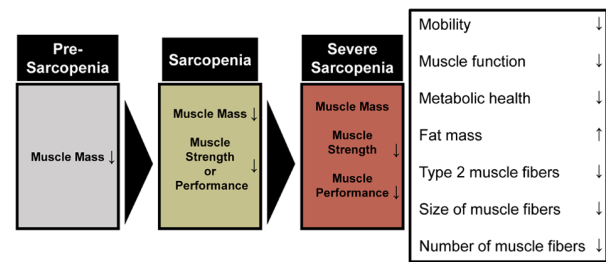 Pre-
Sarcopenia
Muscle Mass ↓
Sarcopenia
Muscle Mass ↓
Muscle
Strength ↓
or
Performance
Severe
Sarcopenia
Muscle Mass
Muscle
Strength ↓
Muscle
Performance ↓
Mobility ↓
Muscle function ↓
Metabolic health ↓
Fat mass ↑
Type 2 muscle fibers ↓
Size of muscle fibers ↓
Number of muscle fibers ↓